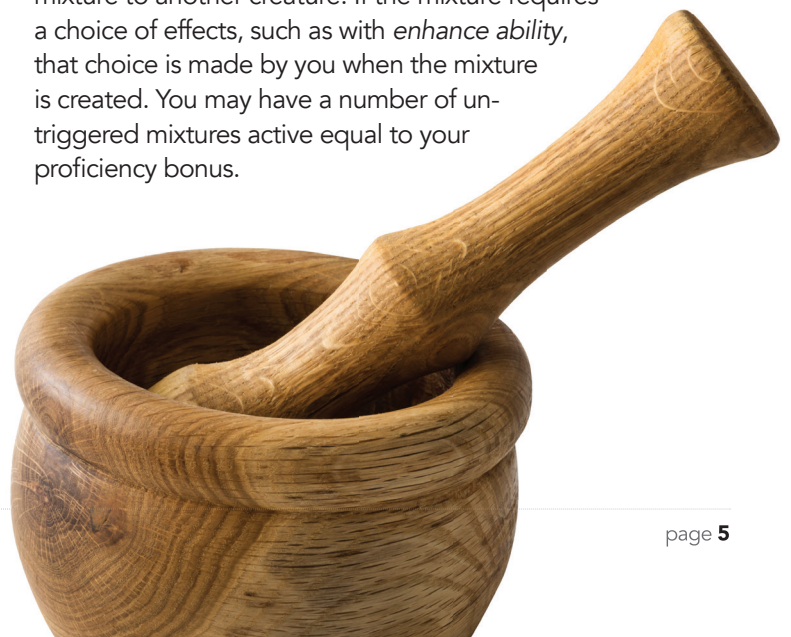 mixture to another creature. If the mixture requires
a choice of effects, such as with enhance ability,
that choice is made by you when the mixture
is created. You may have a number of un-
triggered mixtures active equal to your
proficiency bonus.
page 5